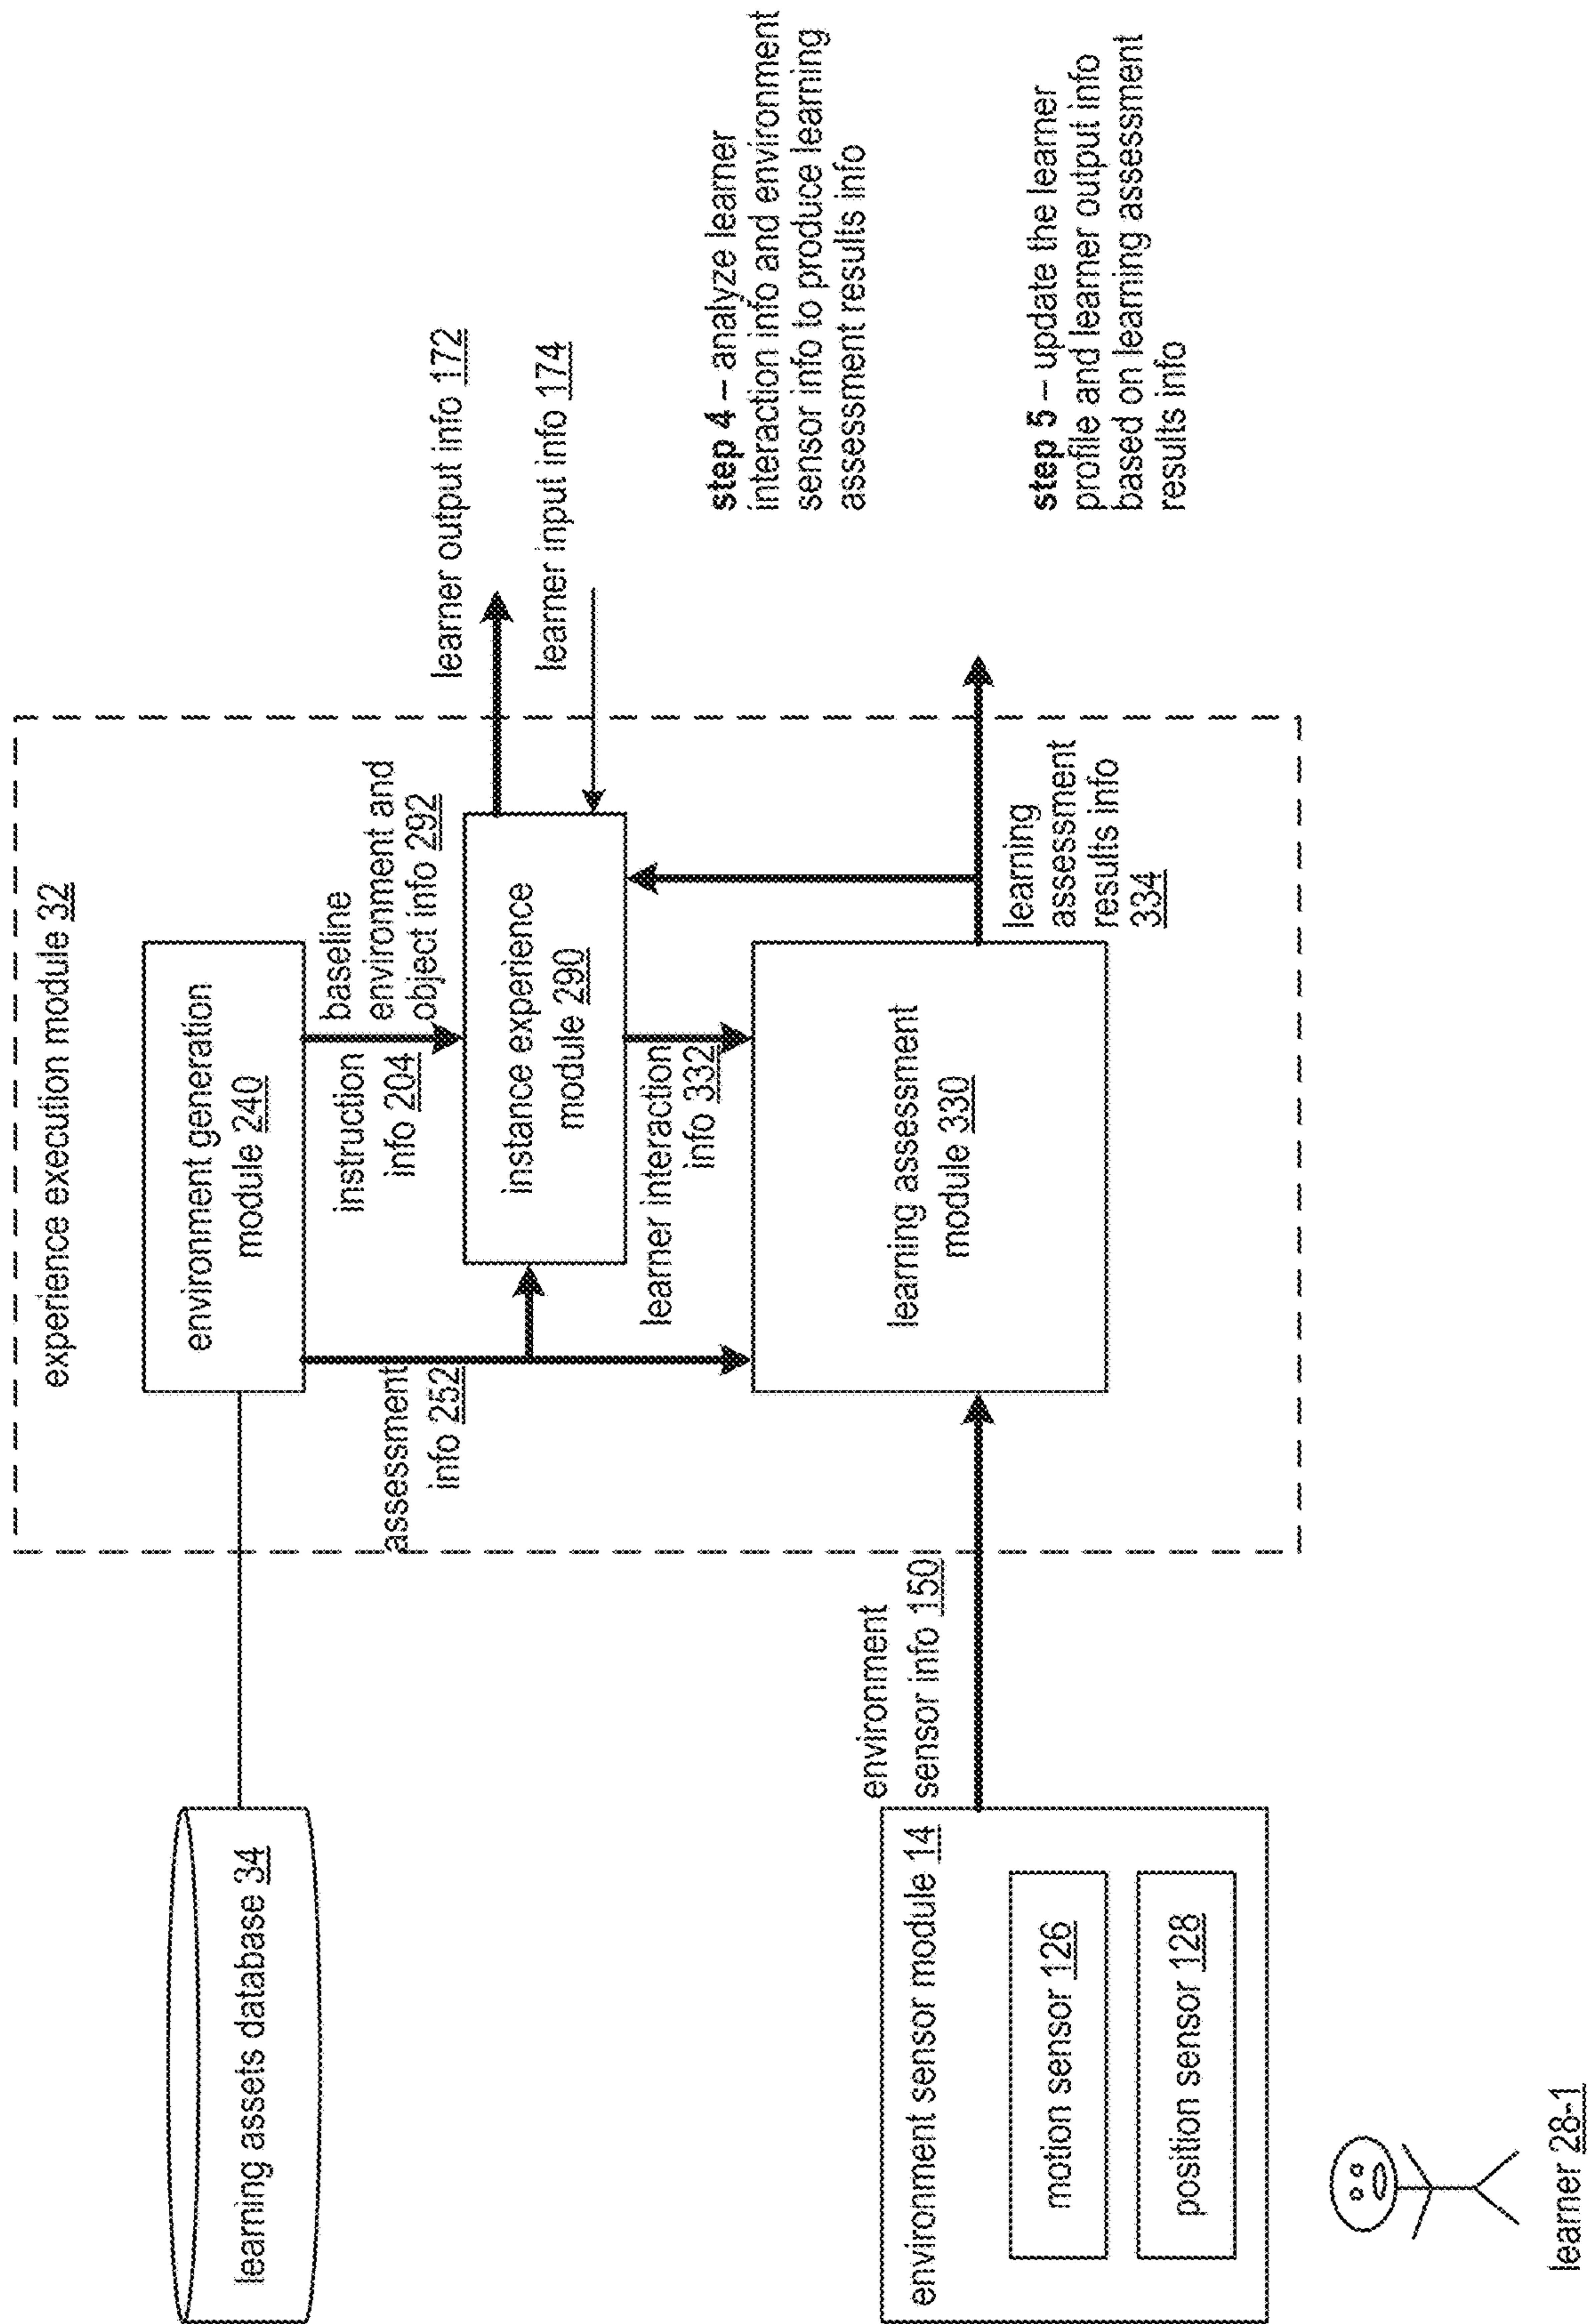 experience execution module 32
learning assets database 34
environment generation
module 240
assessment
info 252
instruction
info 204
baseline
environment and
object info 292
instance experience
module 290
learner output info 172
learner input info 174
learner interaction
info 332
learning assessment
module 330
learning
assessment
results info
334
environment
sensor info 150
environment sensor module 14
motion sensor 126
position sensor 128
learner 28-1
step 4 – analyze learner
interaction info and environment
sensor info to produce learning
assessment results info
step 5 – update the learner
profile and learner output info
based on learning assessment
results info